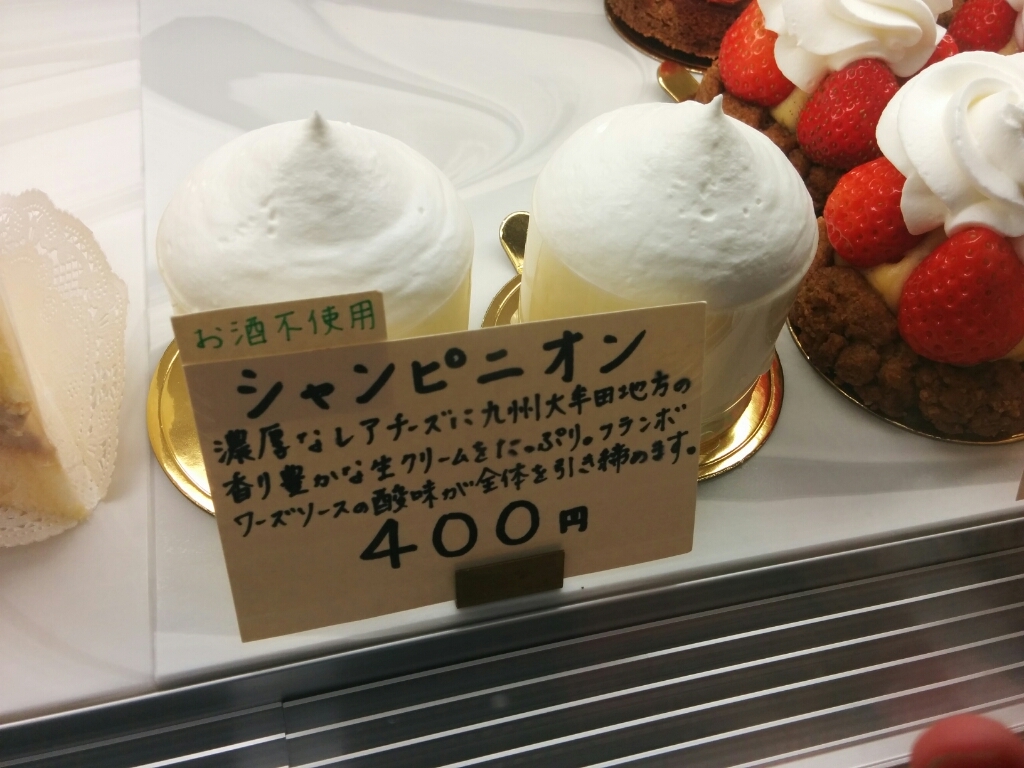 お酒不使用
シャンピニオン
濃厚なレアチーズに九州大牟田地方の
香り豊かな生クリームをたっぷり。フランボ
ワーズソースの酸味が全体を引き締めます。
400円